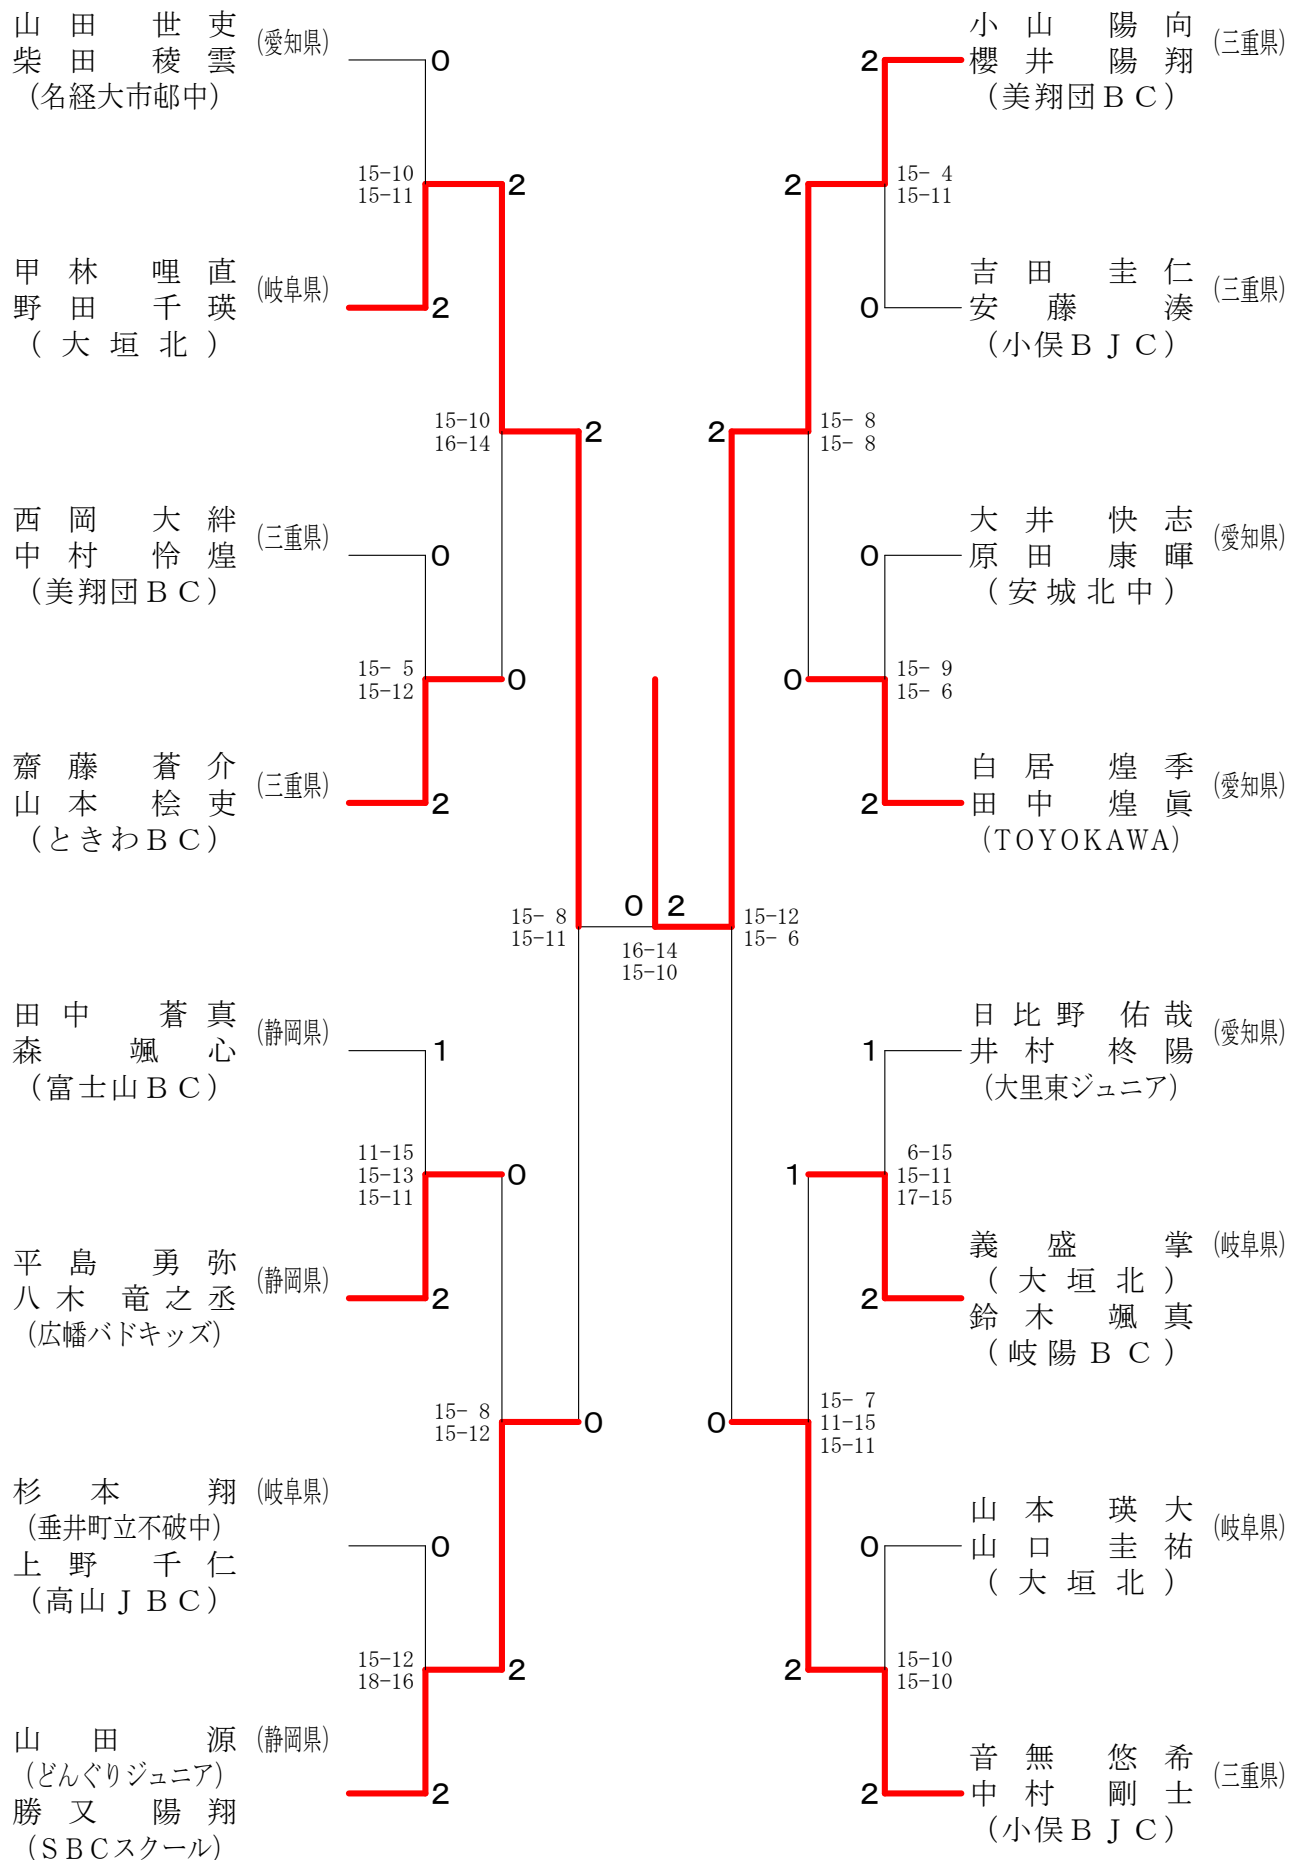 山田 世吏 (愛知県)
柴田 稜雲
(名経大市邨中)
0
15-10
15-11
2
甲林 哩直 (岐阜県)
野田 千瑛
(大垣北)
2
15-10
16-14
2
西岡 大絆 (三重県)
中村 怜煌
(美翔団BC)
0
15- 5
15-12
0
齋藤 蒼介 (三重県)
山本 桧吏
(ときわBC)
2
15- 8
15-11
0 2
16-14
15-10
田中 蒼真 (静岡県)
森 颯心
(富士山BC)
1
11-15
15-13
15-11
0
平島 勇弥 (静岡県)
八木 竜之丞
(広幡バドキッズ)
2
15- 8
15-12
0
杉本 翔 (岐阜県)
(垂井町立不破中)
上野 千仁
(高山JBC)
0
15-12
18-16
2
山田 源 (静岡県)
(どんぐりジュニア)
勝又 陽翔
(SBCスクール)
2
小山 陽向 (三重県)
櫻井 陽翔
(美翔団BC)
2
2
15- 4
15-11
吉田 圭仁 (三重県)
安藤 湊
(小俣BJC)
0
2
15- 8
15- 8
大井 快志 (愛知県)
原田 康暉
(安城北中)
0
0
15- 9
15- 6
白居 煌季 (愛知県)
田中 煌眞
(TOYOKAWA)
2
15-12
15- 6
日比野 佑哉 (愛知県)
井村 柊陽
(大里東ジュニア)
1
1
6-15
15-11
17-15
義盛 掌 (岐阜県)
(大垣北)
鈴木 颯真
(岐陽BC)
2
0
15- 7
11-15
15-11
山本 瑛大 (岐阜県)
山口 圭祐
(大垣北)
0
2
15-10
15-10
音無 悠希 (三重県)
中村 剛士
(小俣BJC)
2